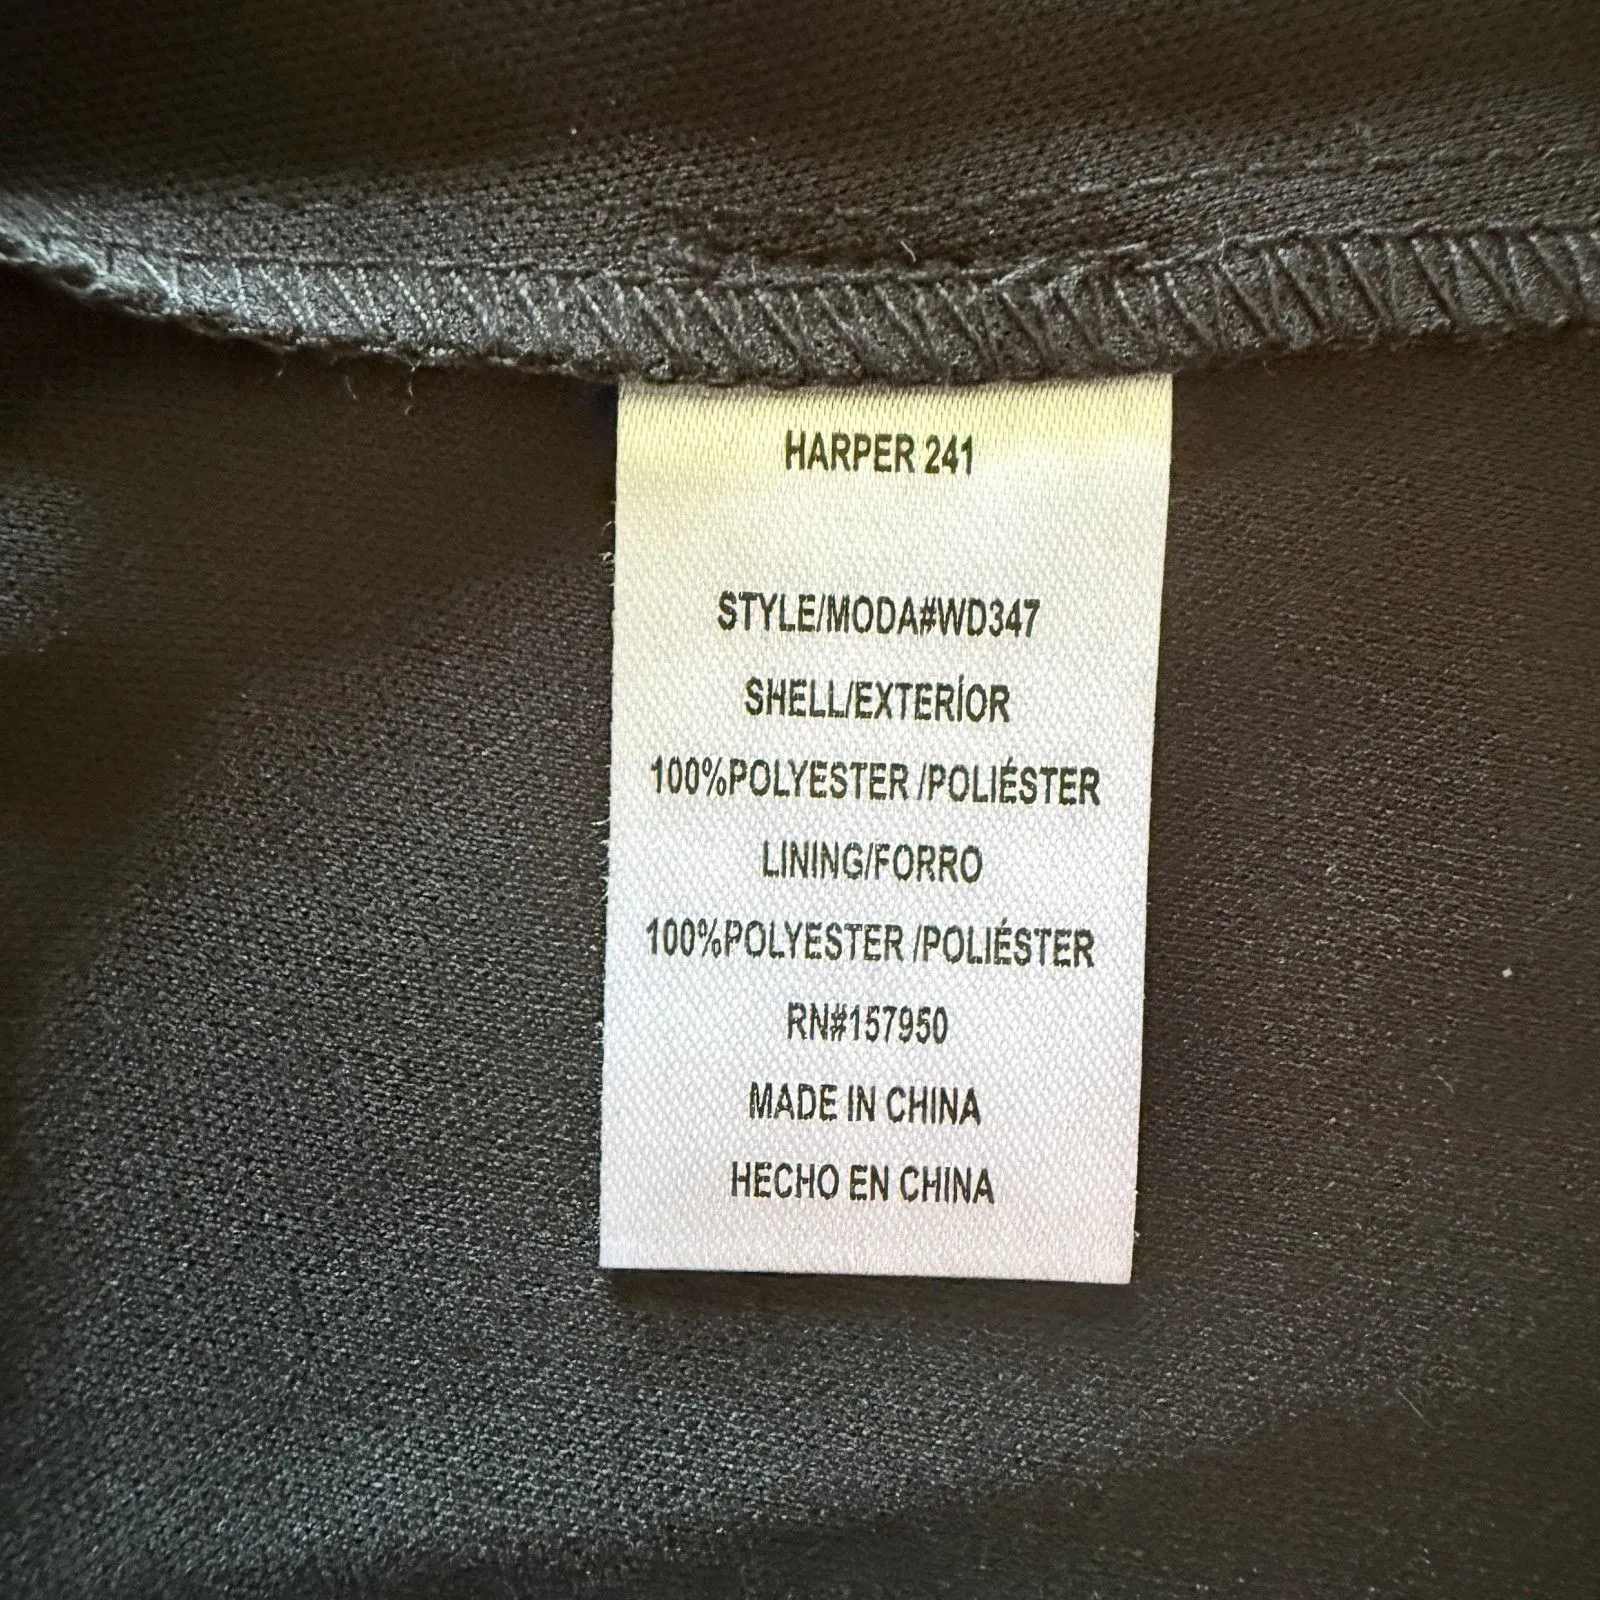 HARPER 241
STYLE/MODA#WD347
SHELL/EXTERÍOR
100%POLYESTER /POLIÉSTER
LINING/FORRO
100%POLYESTER /POLIÉSTER
RN#157950
MADE IN CHINA
HECHO EN CHINA